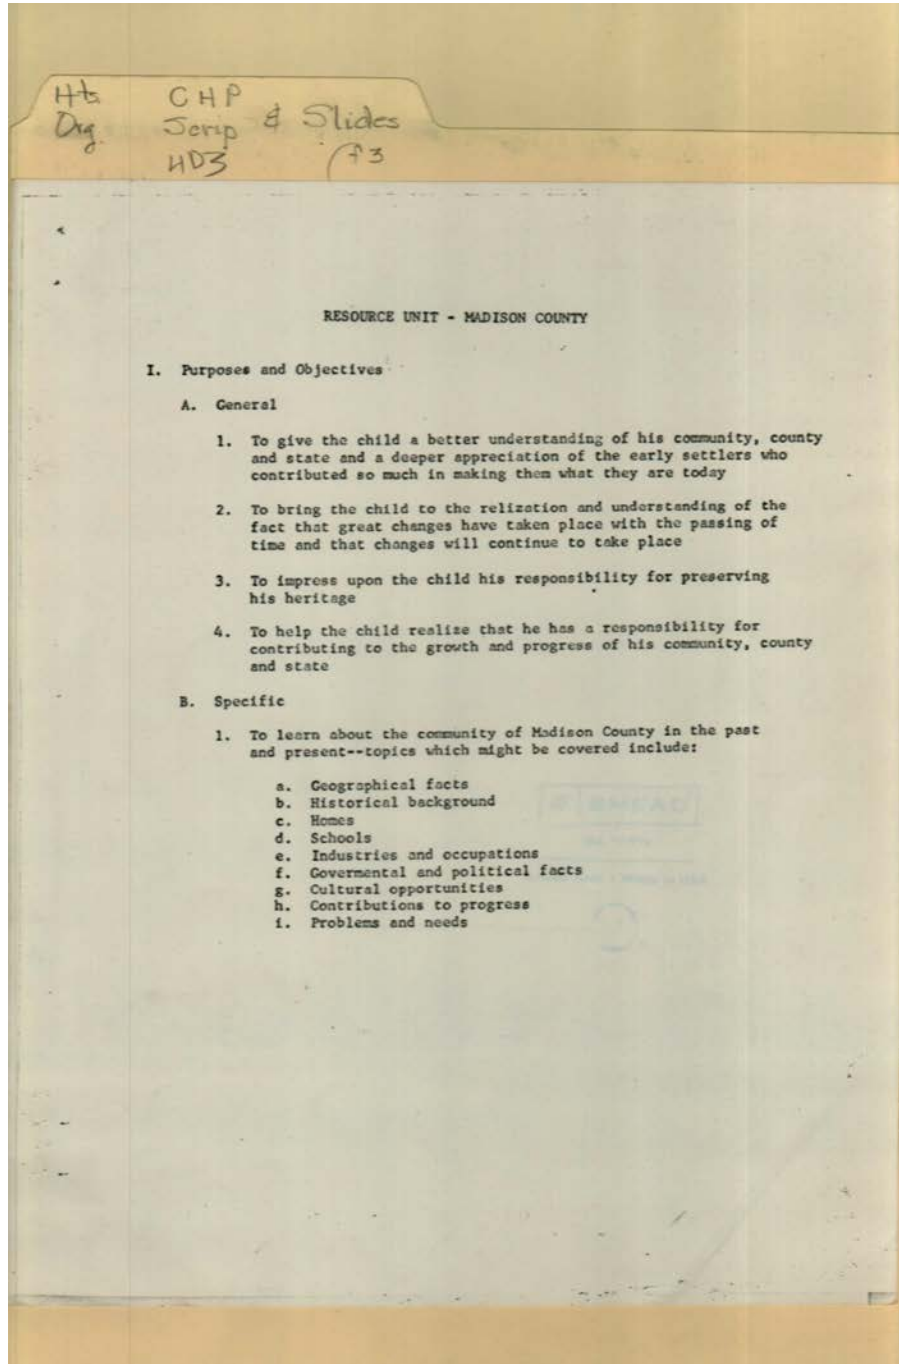 Hts CHP
Org. Scrip & Slides
HD3 (f3
RESOURCE UNIT - MADISON COUNTY
I. Purposes and Objectives
A. General
1. To give the child a better understanding of his community, county
and state and a deeper appreciation of the early settlers who
contributed so much in making them what they are today
2. To bring the child to the relization and understanding of the
fact that great changes have taken place with the passing of
time and that changes will continue to take place
3. To impress upon the child his responsibility for preserving
his heritage
4. To help the child realize that he has a responsibility for
contributing to the growth and progress of his community, county
and state
B. Specific
1. To learn about the community of Madison County in the past
and present--topics which might be covered include:
a. Geographical facts
b. Historical background
c. Homes
d. Schools
e. Industries and occupations
f. Govermental and political facts
g. Cultural opportunities
h. Contributions to progress
i. Problems and needs